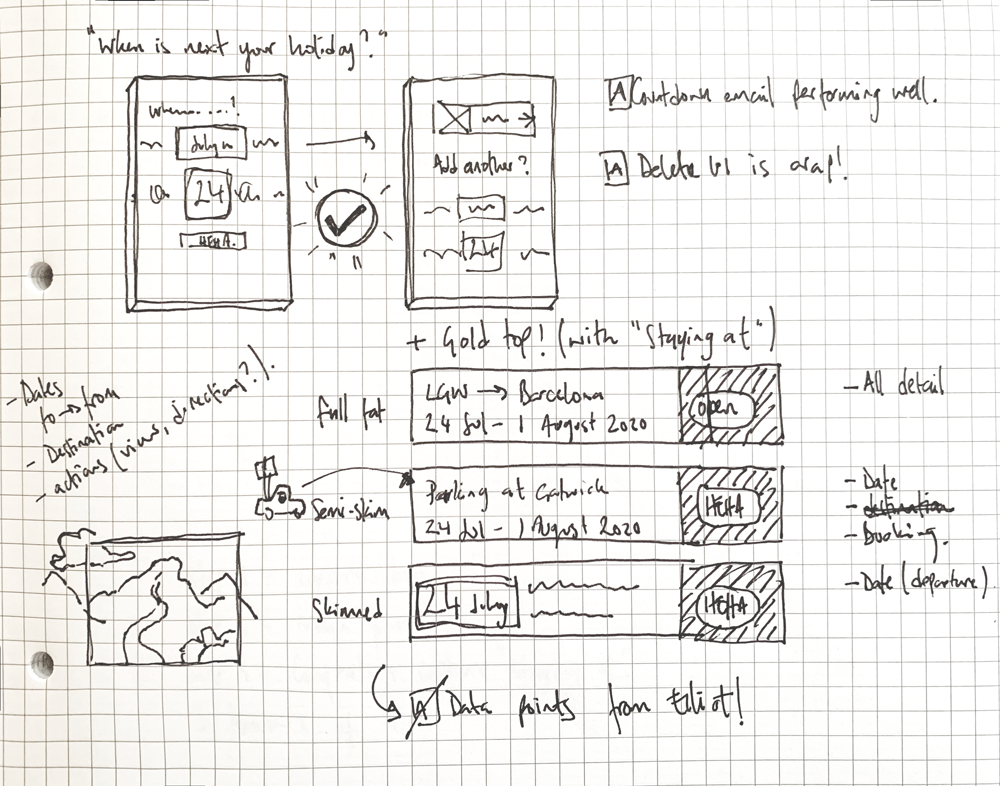 "When is next your holiday?"
When.....?
July
24
HEHA.
Add another?
24
A Countdown email performing well.
A Delete UI is crap!
+ Gold top! (with "Staying at")
- Dates
to → from
- Destination
- actions (views, directions?).
full fat
LGW → Barcelona
24 Jul - 1 August 2020
open
- All detail
Semi-skim
Parking at Gatwick
24 Jul - 1 August 2020
HEHA
- Date
- destination
- Booking.
Skimmed
24 July
HEHA
- Date (departure)
A Data points from Elliot!